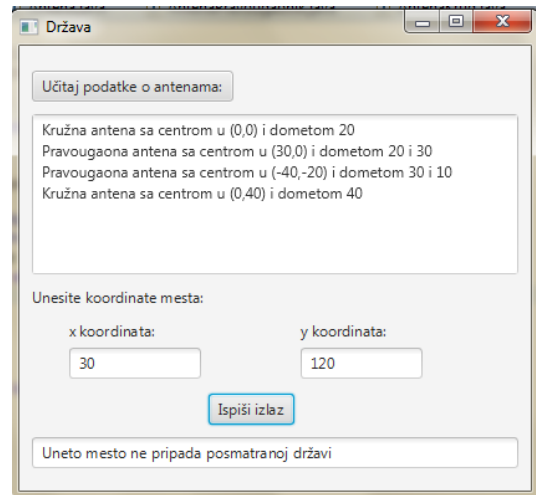 Država
Učitaj podatke o antenama:
Kružna antena sa centrom u (0,0) i dometom 20
Pravougaona antena sa centrom u (30,0) i dometom 20 i 30
Pravougaona antena sa centrom u (-40,-20) i dometom 30 i 10
Kružna antena sa centrom u (0,40) i dometom 40
Unesite koordinate mesta:
x koordinata: y koordinata:
30 120
Ispiši izlaz
Uneto mesto ne pripada posmatranoj državi